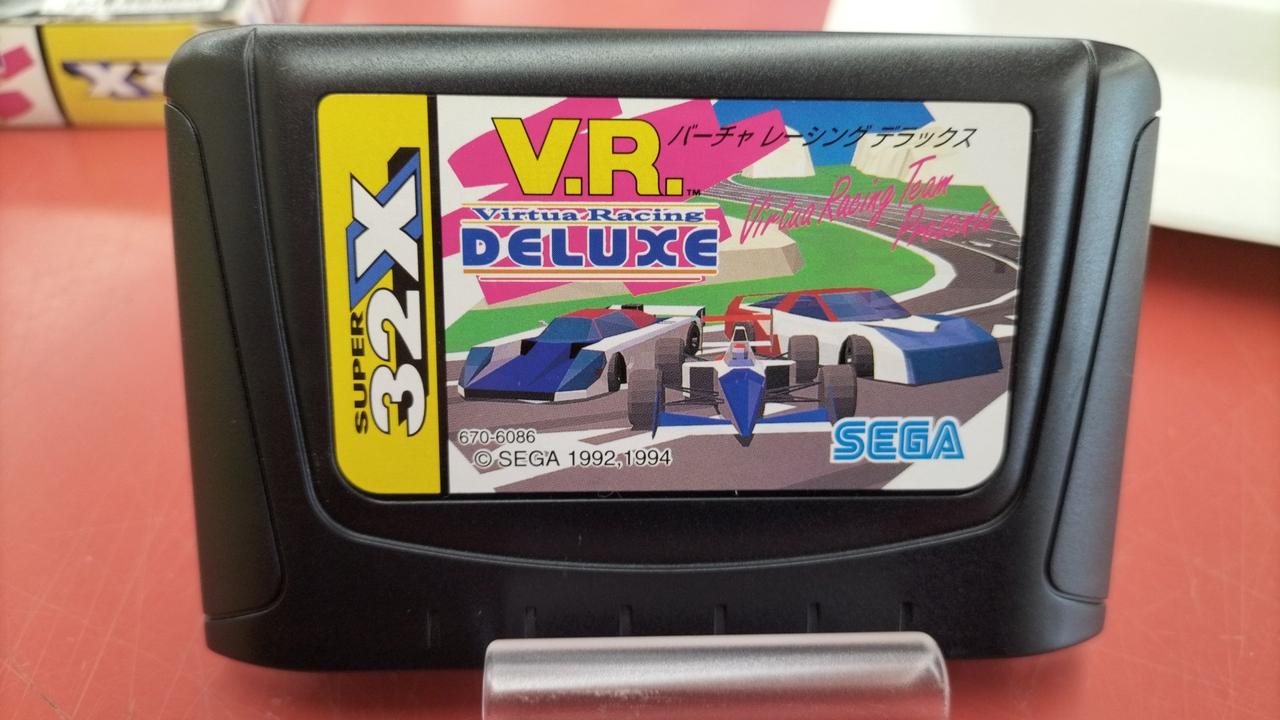 SUPER 32X
V.R.™
バーチャ レーシング デラックス
Virtua Racing
DELUXE
Virtua Racing Team
Presents
670-6086
© SEGA 1992,1994
SEGA